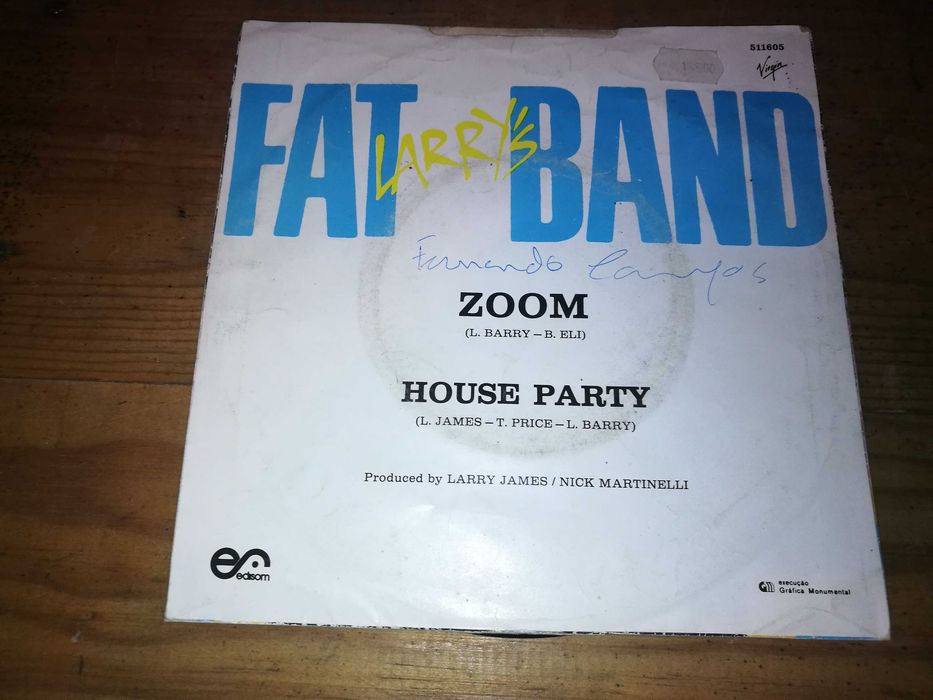 511605
Virgin
FAT LARRY'S BAND
Fernando Campos
ZOOM
(L. BARRY – B. ELI)
HOUSE PARTY
(L. JAMES – T. PRICE – L. BARRY)
Produced by LARRY JAMES / NICK MARTINELLI
edisom
execução
Gráfica Monumental